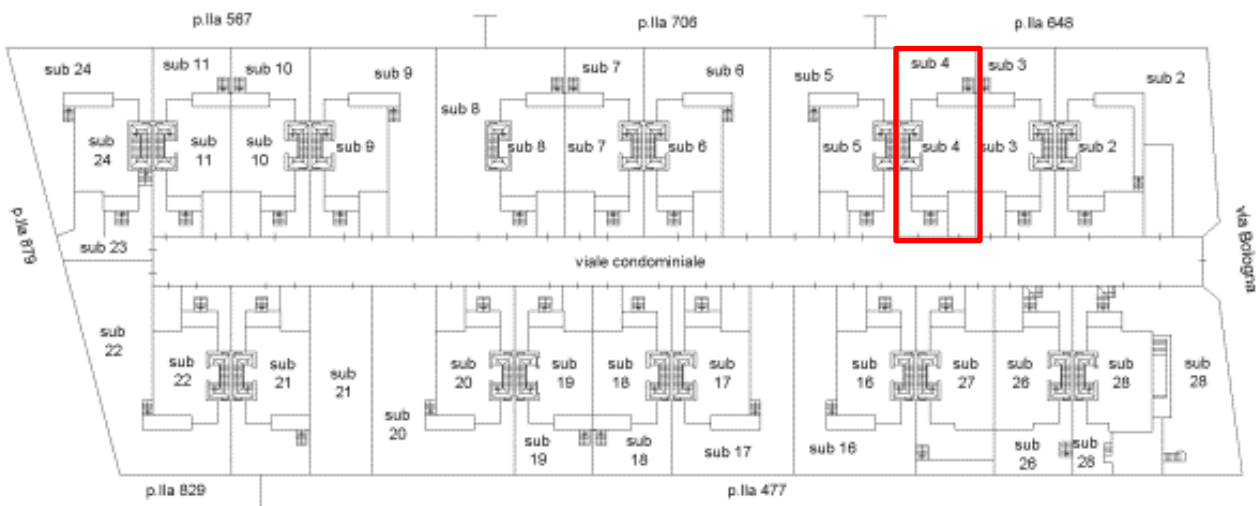 p.lla 567
p.lla 706
p.lla 648
sub 24
sub 11
sub 10
sub 9
sub 8
sub 7
sub 6
sub 5
sub 4
sub 3
sub 2
sub
24
sub
11
sub
10
sub 9
sub 8
sub 7
sub 6
sub 5
sub 4
sub 3
sub 2
p.lla 879
sub 23
viale condominiale
via Bologna
sub
22
sub
22
sub
21
sub
21
sub
20
sub
20
sub
19
sub
18
sub
17
sub
16
sub
27
sub
26
sub
28
sub
28
sub
19
sub
18
sub 17
sub 16
sub
26
sub
28
p.lla 829
p.lla 477